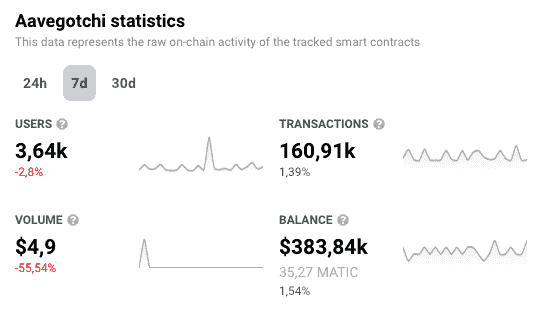 Aavegotchi statistics
This data represents the raw on-chain activity of the tracked smart contracts
24h 7d 30d
USERS ?
3,64k
-2,8%
TRANSACTIONS ?
160,91k
1,39%
VOLUME ?
$4,9
-55,54%
BALANCE ?
$383,84k
35,27 MATIC
1,54%